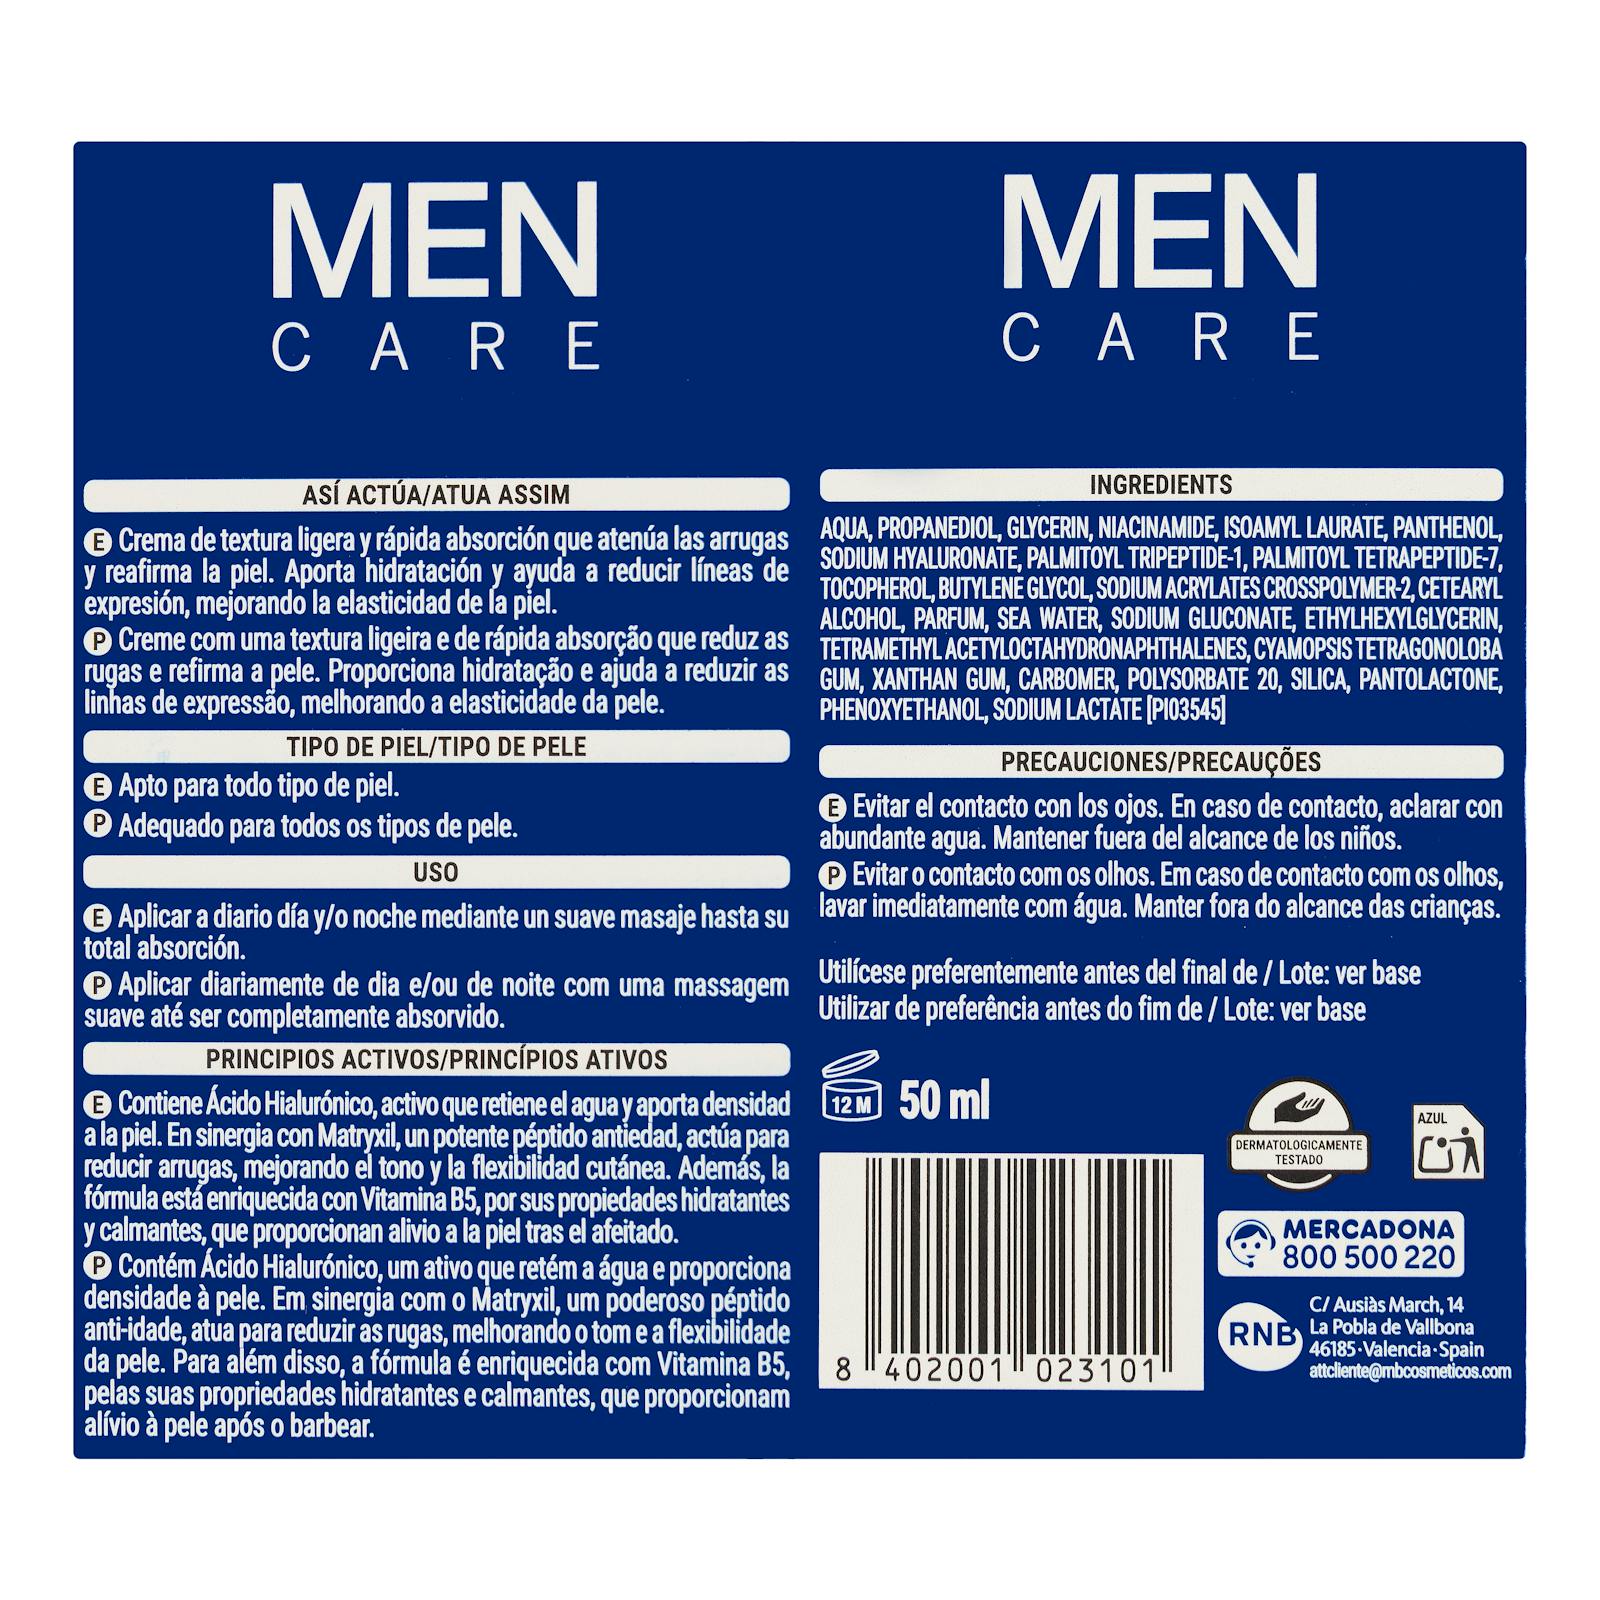 MEN
CARE
ASÍ ACTÚA/ATUA ASSIM
E Crema de textura ligera y rápida absorción que atenúa las arrugas
y reafirma la piel. Aporta hidratación y ayuda a reducir líneas de
expresión, mejorando la elasticidad de la piel.
P Creme com uma textura ligeira e de rápida absorção que reduz as
rugas e refirma a pele. Proporciona hidratação e ajuda a reduzir as
linhas de expressão, melhorando a elasticidade da pele.
TIPO DE PIEL/TIPO DE PELE
E Apto para todo tipo de piel.
P Adequado para todos os tipos de pele.
USO
E Aplicar a diario día y/o noche mediante un suave masaje hasta su
total absorción.
P Aplicar diariamente de dia e/ou de noite com uma massagem
suave até ser completamente absorvido.
PRINCIPIOS ACTIVOS/PRINCÍPIOS ATIVOS
E Contiene Ácido Hialurónico, activo que retiene el agua y aporta densidad
a la piel. En sinergia con Matryxil, un potente péptido antiedad, actúa para
reducir arrugas, mejorando el tono y la flexibilidad cutánea. Además, la
fórmula está enriquecida con Vitamina B5, por sus propiedades hidratantes
y calmantes, que proporcionan alivio a la piel tras el afeitado.
P Contém Ácido Hialurónico, um ativo que retém a água e proporciona
densidade à pele. Em sinergia com o Matryxil, um poderoso péptido
anti-idade, atua para reduzir as rugas, melhorando o tom e a flexibilidade
da pele. Para além disso, a fórmula é enriquecida com Vitamina B5,
pelas suas propriedades hidratantes e calmantes, que proporcionam
alívio à pele após o barbear.
MEN
CARE
INGREDIENTS
AQUA, PROPANEDIOL, GLYCERIN, NIACINAMIDE, ISOAMYL LAURATE, PANTHENOL,
SODIUM HYALURONATE, PALMITOYL TRIPEPTIDE-1, PALMITOYL TETRAPEPTIDE-7,
TOCOPHEROL, BUTYLENE GLYCOL, SODIUM ACRYLATES CROSSPOLYMER-2, CETEARYL
ALCOHOL, PARFUM, SEA WATER, SODIUM GLUCONATE, ETHYLHEXYLGLYCERIN,
TETRAMETHYL ACETYLOCTAHYDRONAPHTHALENES, CYAMOPSIS TETRAGONOLOBA
GUM, XANTHAN GUM, CARBOMER, POLYSORBATE 20, SILICA, PANTOLACTONE,
PHENOXYETHANOL, SODIUM LACTATE [PI03545]
PRECAUCIONES/PRECAUÇÕES
E Evitar el contacto con los ojos. En caso de contacto, aclarar con
abundante agua. Mantener fuera del alcance de los niños.
P Evitar o contacto com os olhos. Em caso de contacto com os olhos,
lavar imediatamente com água. Manter fora do alcance das crianças.
Utilícese preferentemente antes del final de / Lote: ver base
Utilizar de preferência antes do fim de / Lote: ver base
12 M 50 ml
DERMATOLOGICAMENTE
TESTADO
AZUL
MERCADONA
800 500 220
RNB
C/ Ausiàs March, 14
La Pobla de Vallbona
46185·Valencia·Spain
attcliente@rnbcosmeticos.com
8 402001 023101